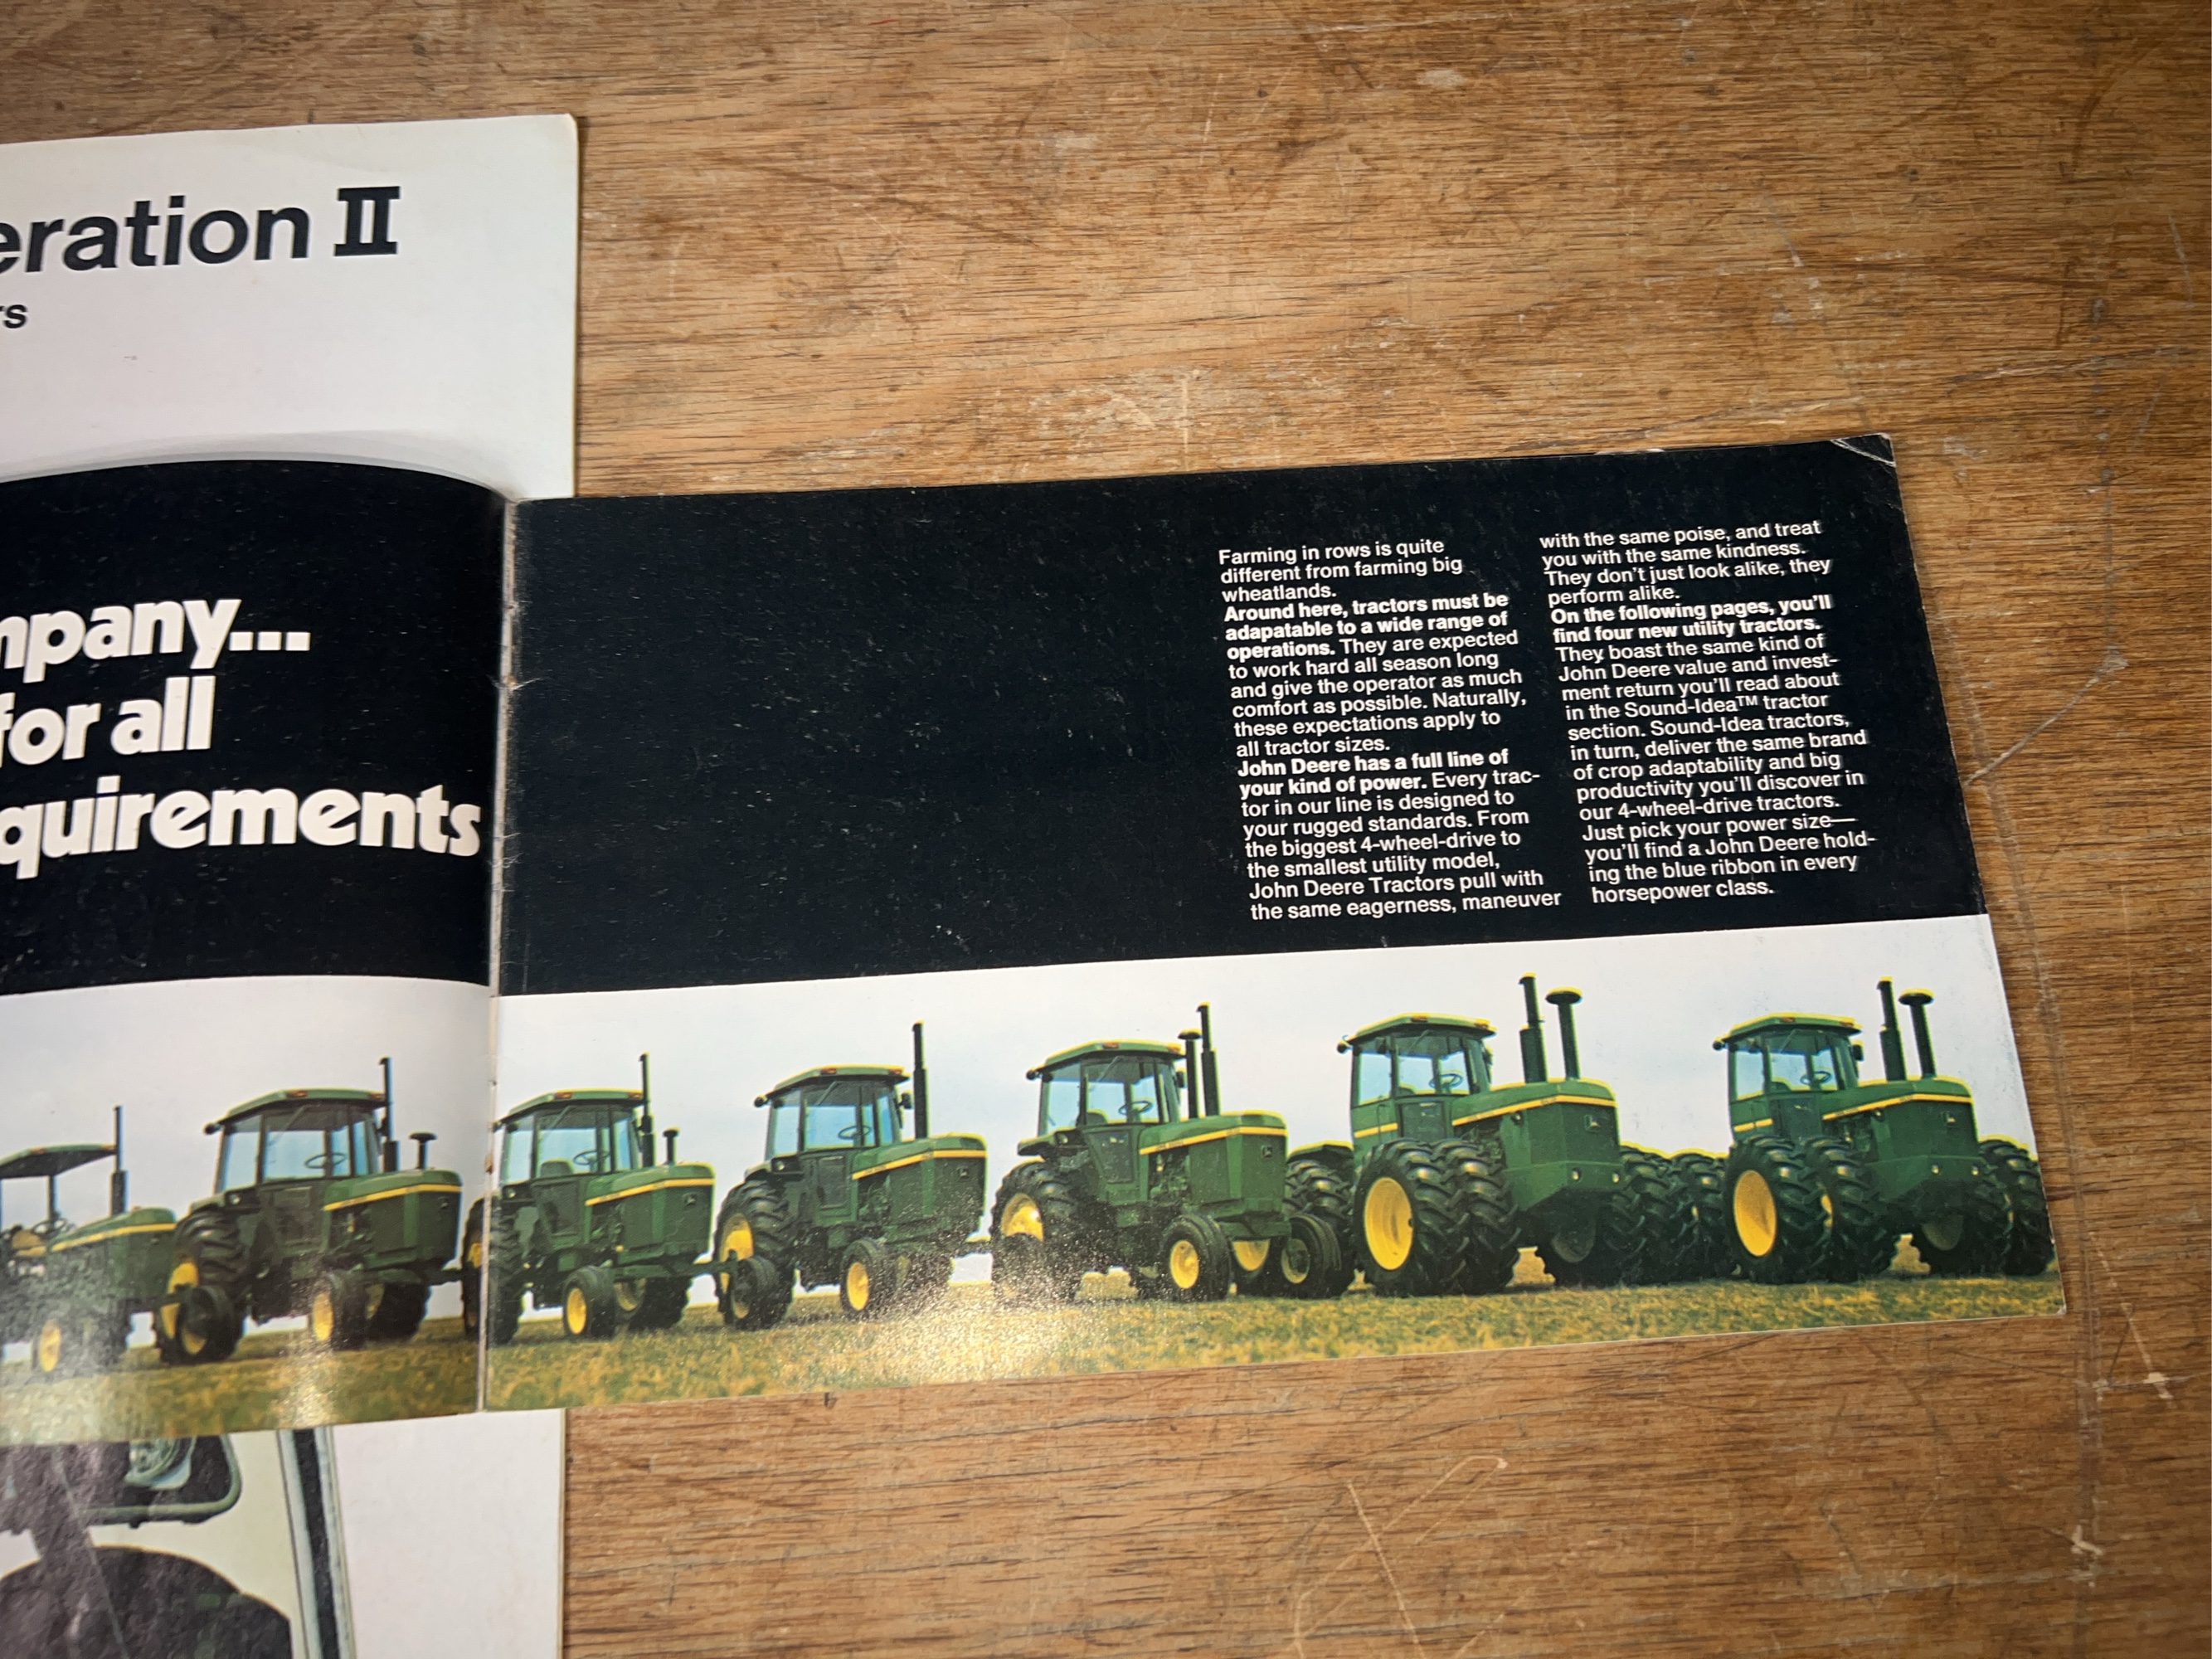 eration II
rs
mpany...
for all
quirements
Farming in rows is quite
different from farming big
wheatlands.
Around here, tractors must be
adapatable to a wide range of
operations. They are expected
to work hard all season long
and give the operator as much
comfort as possible. Naturally,
these expectations apply to
all tractor sizes.
John Deere has a full line of
your kind of power. Every trac-
tor in our line is designed to
your rugged standards. From
the biggest 4-wheel-drive to
the smallest utility model,
John Deere Tractors pull with
the same eagerness, maneuver
with the same poise, and treat
you with the same kindness.
They don't just look alike, they
perform alike.
On the following pages, you'll
find four new utility tractors.
They boast the same kind of
John Deere value and invest-
ment return you'll read about
in the Sound-Idea™ tractor
section. Sound-Idea tractors,
in turn, deliver the same brand
of crop adaptability and big
productivity you'll discover in
our 4-wheel-drive tractors.
Just pick your power size—
you'll find a John Deere hold-
ing the blue ribbon in every
horsepower class.